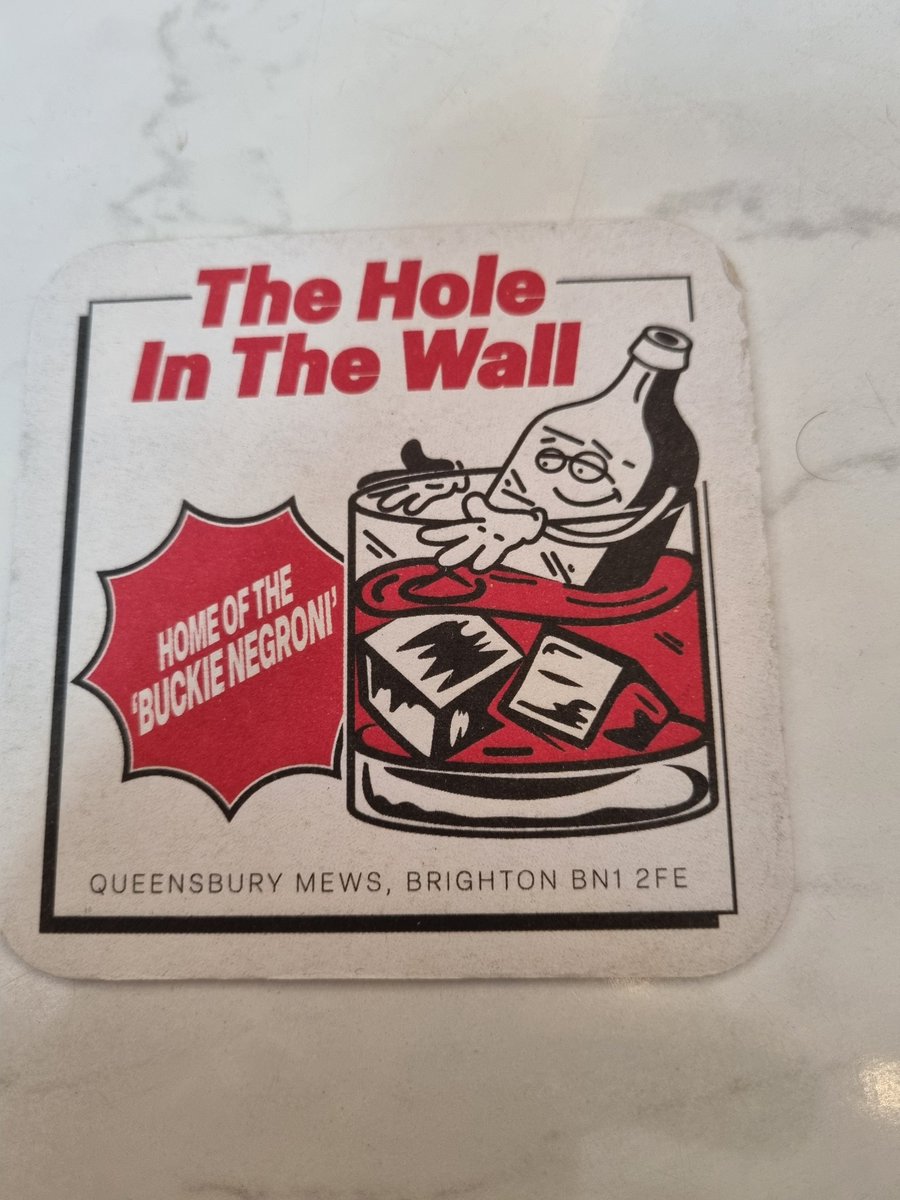 The Hole
In The Wall
HOME OF THE
'BUCKIE NEGRONI'
QUEENSBURY MEWS, BRIGHTON BN1 2FE